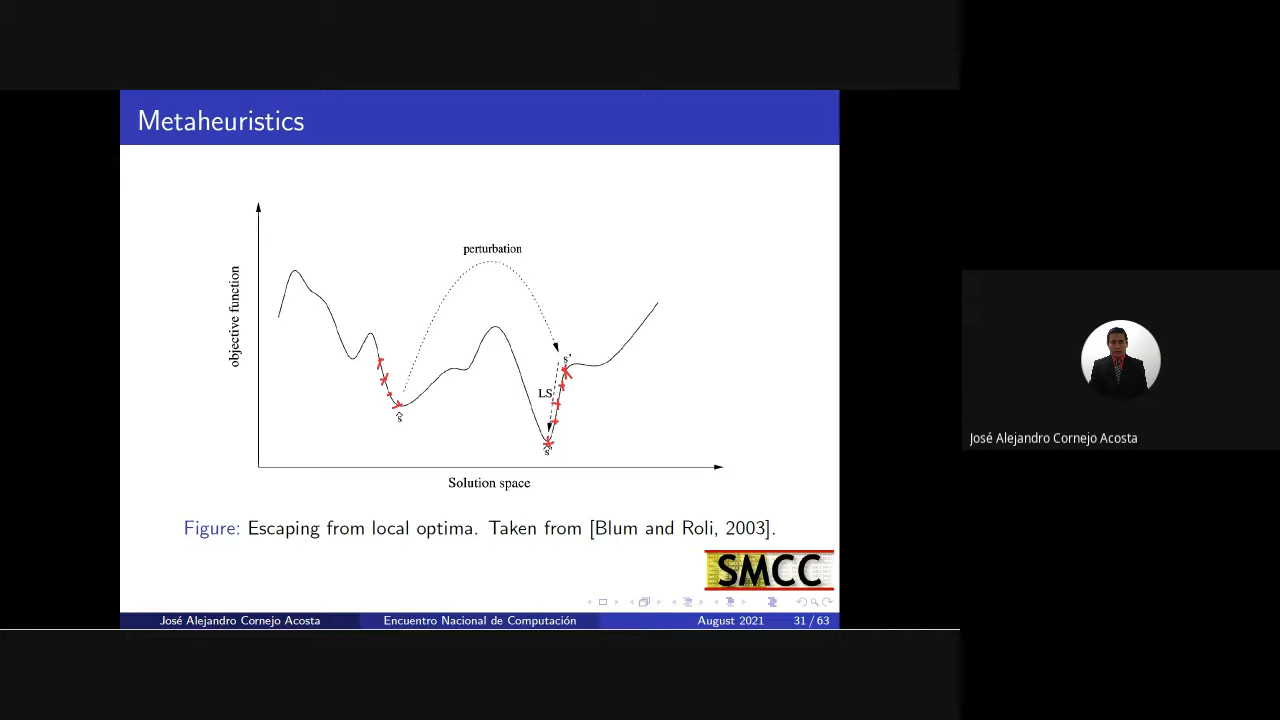 Metaheuristics
perturbation
objective function
s'
LS
ŝ
Solution space
Figure: Escaping from local optima. Taken from [Blum and Roli, 2003].
SMCC
José Alejandro Cornejo Acosta
Encuentro Nacional de Computación
August 2021
31 / 63
José Alejandro Cornejo Acosta